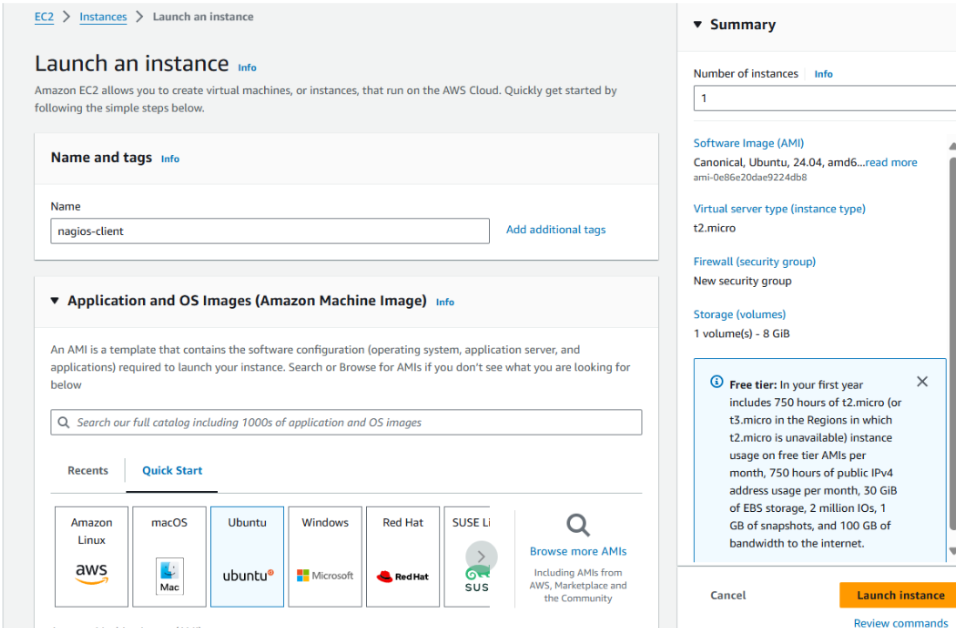 EC2 > Instances > Launch an instance
Launch an instance Info
Amazon EC2 allows you to create virtual machines, or instances, that run on the AWS Cloud. Quickly get started by
following the simple steps below.
Name and tags Info
Name
nagios-client
Add additional tags
Application and OS Images (Amazon Machine Image) Info
An AMI is a template that contains the software configuration (operating system, application server, and
applications) required to launch your instance. Search or Browse for AMIs if you don't see what you are looking for
below
Search our full catalog including 1000s of application and OS images
Recents
Quick Start
Amazon
Linux
aws
macOS
Mac
Ubuntu
ubuntu
Windows
Microsoft
Red Hat
Red Hat
SUSE Li
SUS
Browse more AMIs
Including AMIs from
AWS, Marketplace and
the Community
Summary
Number of instances Info
1
Software Image (AMI)
Canonical, Ubuntu, 24.04, amd6...read more
ami-0e86e20dae9224db8
Virtual server type (instance type)
t2.micro
Firewall (security group)
New security group
Storage (volumes)
1 volume(s) - 8 GiB
Free tier: In your first year
includes 750 hours of t2.micro (or
t3.micro in the Regions in which
t2.micro is unavailable) instance
usage on free tier AMIs per
month, 750 hours of public IPv4
address usage per month, 30 GiB
of EBS storage, 2 million IOs, 1
GB of snapshots, and 100 GB of
bandwidth to the internet.
Cancel
Launch instance
Review commands